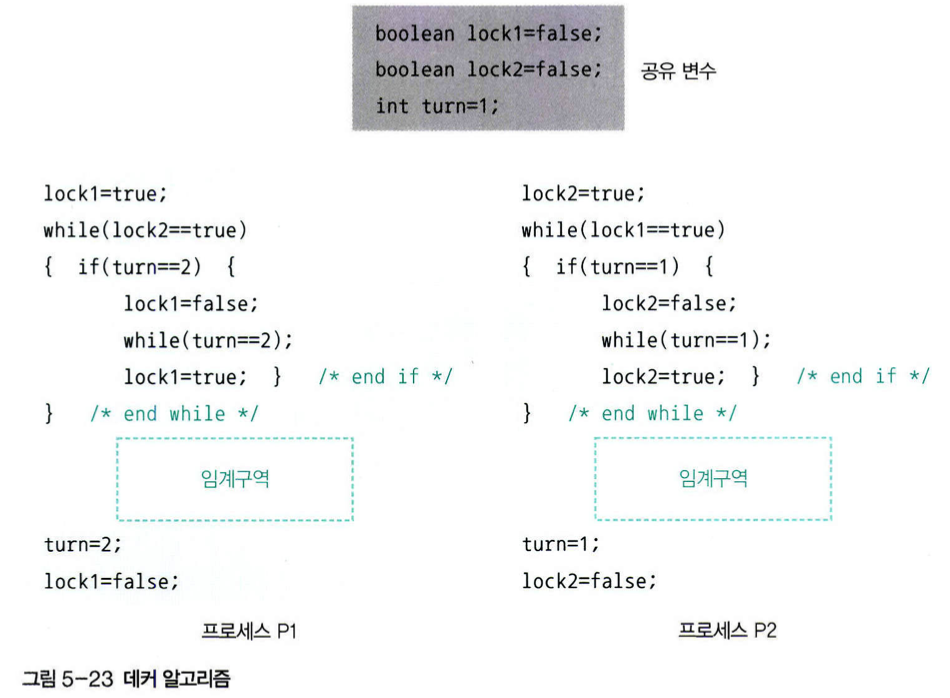 boolean lock1=false;
boolean lock2=false;
int turn=1;
공유 변수
lock1=true;
while(lock2==true)
{ if(turn==2) {
lock1=false;
while(turn==2);
lock1=true; } /* end if */
} /* end while */
임계구역
turn=2;
lock1=false;
프로세스 P1
lock2=true;
while(lock1==true)
{ if(turn==1) {
lock2=false;
while(turn==1);
lock2=true; } /* end if */
} /* end while */
임계구역
turn=1;
lock2=false;
프로세스 P2
그림 5-23 데커 알고리즘